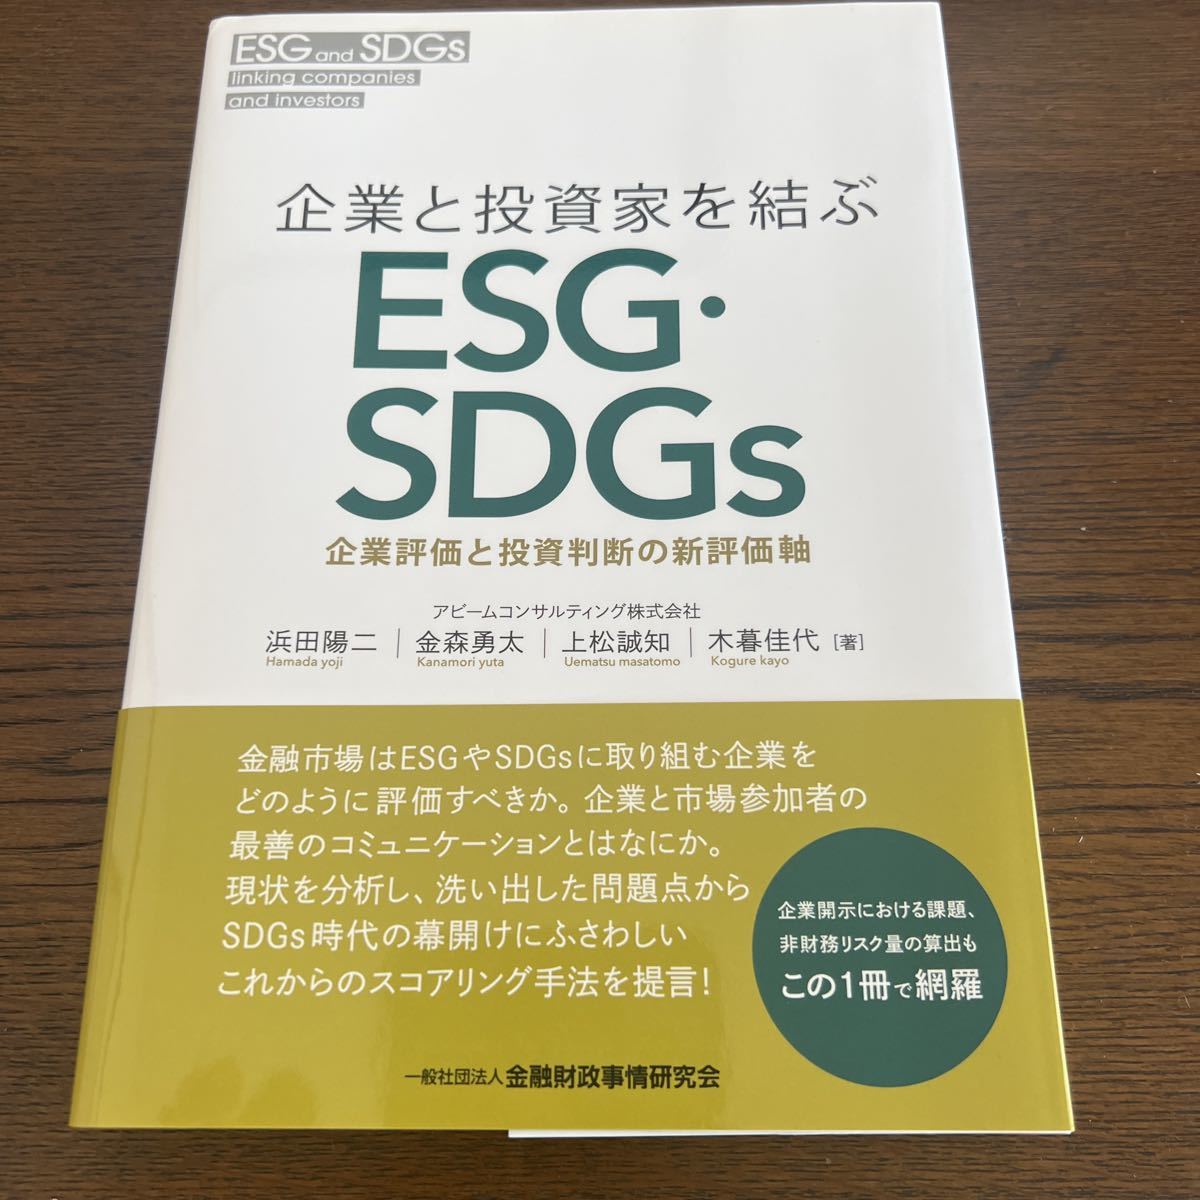 ESG and SDGs
linking companies
and investors
企業と投資家を結ぶ
ESG・
SDGs
企業評価と投資判断の新評価軸
アビームコンサルティング株式会社
浜田陽二｜金森勇太｜上松誠知｜木暮佳代［著］
Hamada yoji Kanamori yuta Uematsu masatomo Kogure kayo
金融市場はESGやSDGsに取り組む企業を
どのように評価すべきか。企業と市場参加者の
最善のコミュニケーションとはなにか。
現状を分析し、洗い出した問題点から
SDGs時代の幕開けにふさわしい
これからのスコアリング手法を提言！
企業開示における課題、
非財務リスク量の算出も
この1冊で網羅
一般社団法人 金融財政事情研究会